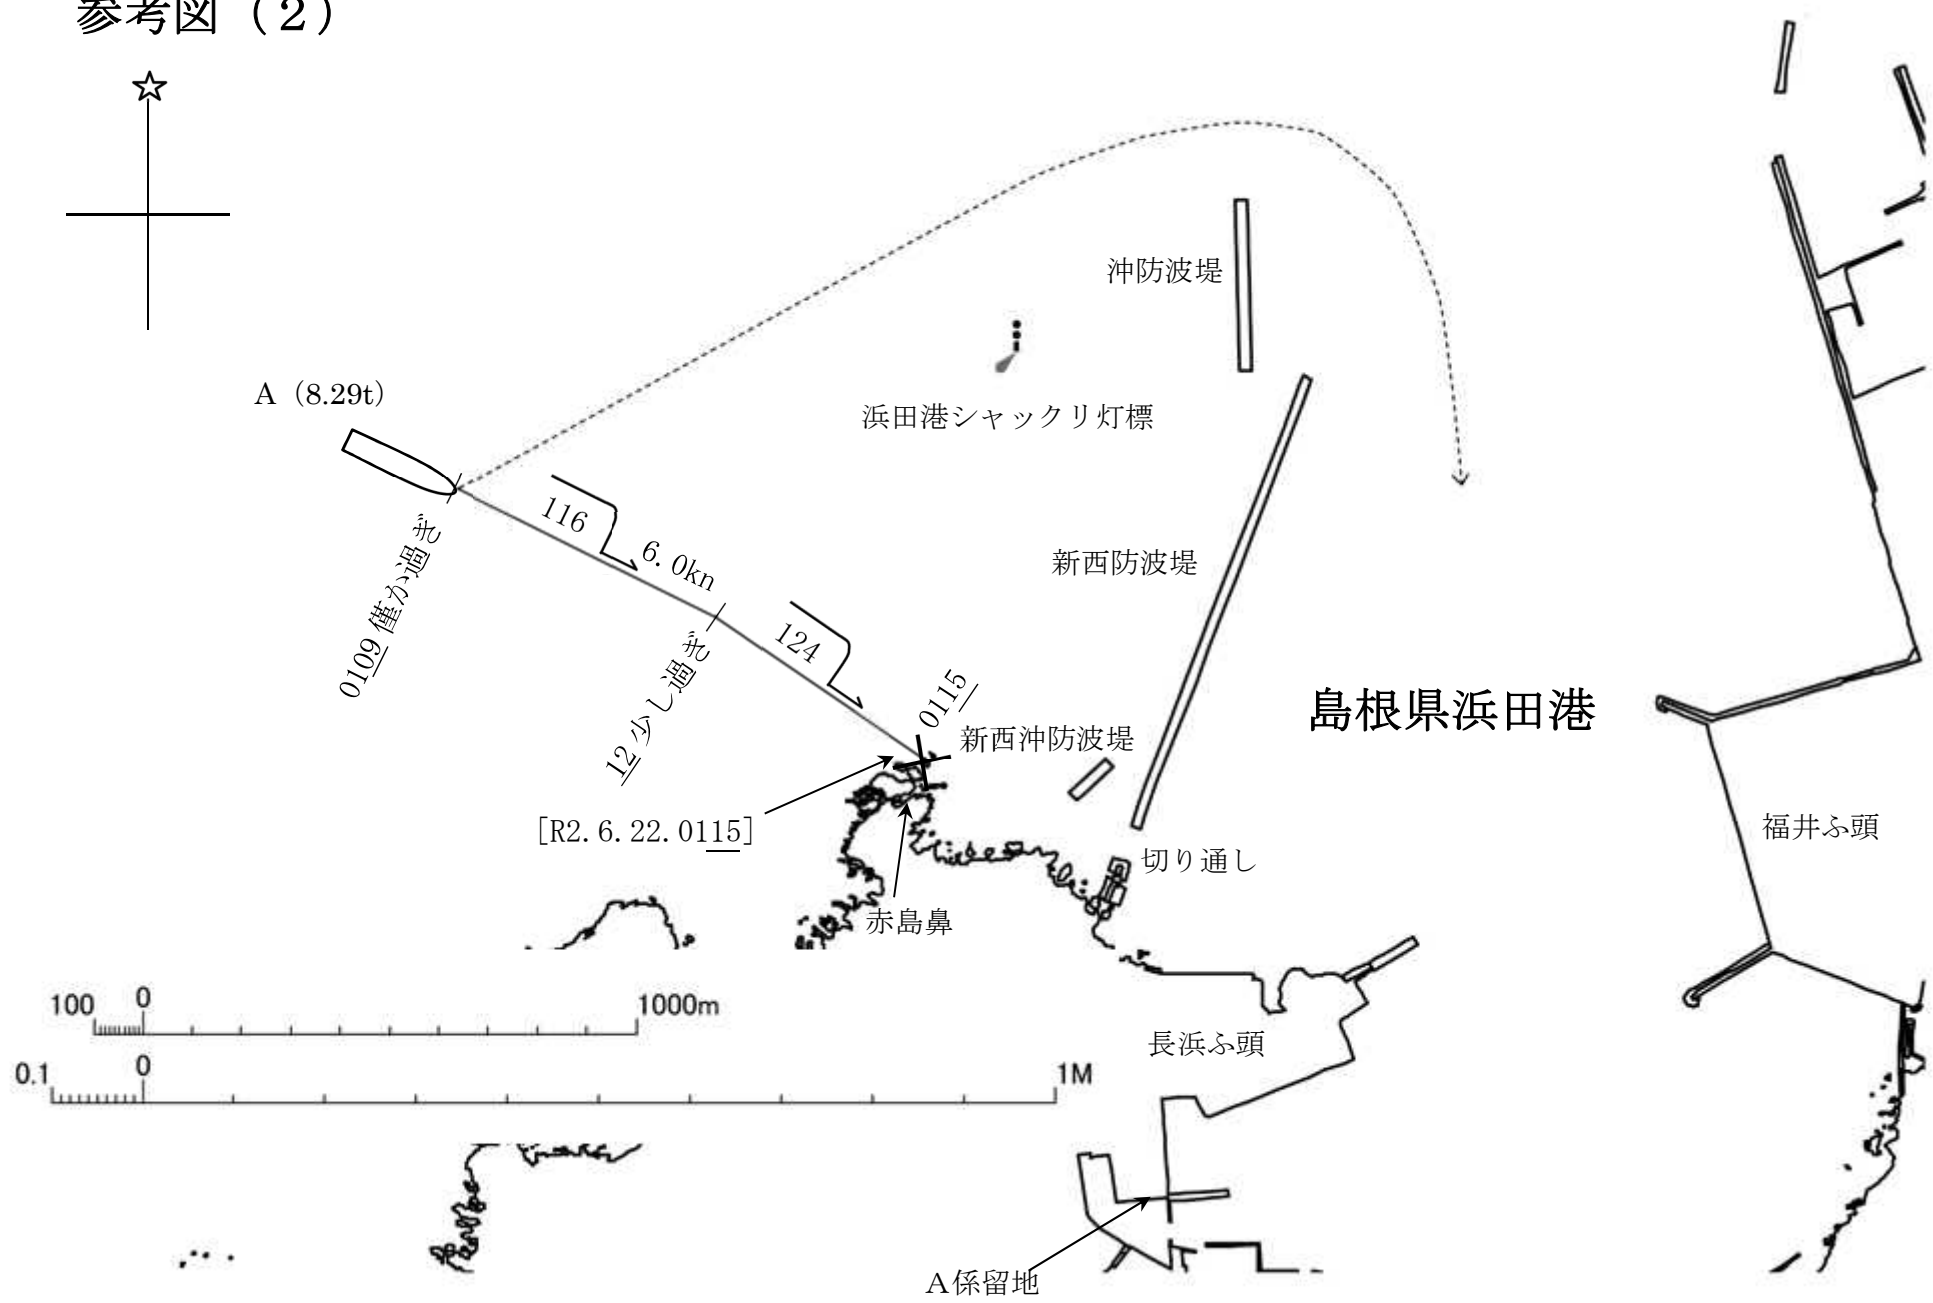 参考図（２）
沖防波堤
A（8.29t）
浜田港シャックリ灯標
116
6.0kn
新西防波堤
0109 僅か過ぎ
124
12 少し過ぎ
0115
島根県浜田港
新西沖防波堤
[R2.6.22.0115]
福井ふ頭
切り通し
赤島鼻
100 0 1000m
長浜ふ頭
0.1 0 1M
A係留地